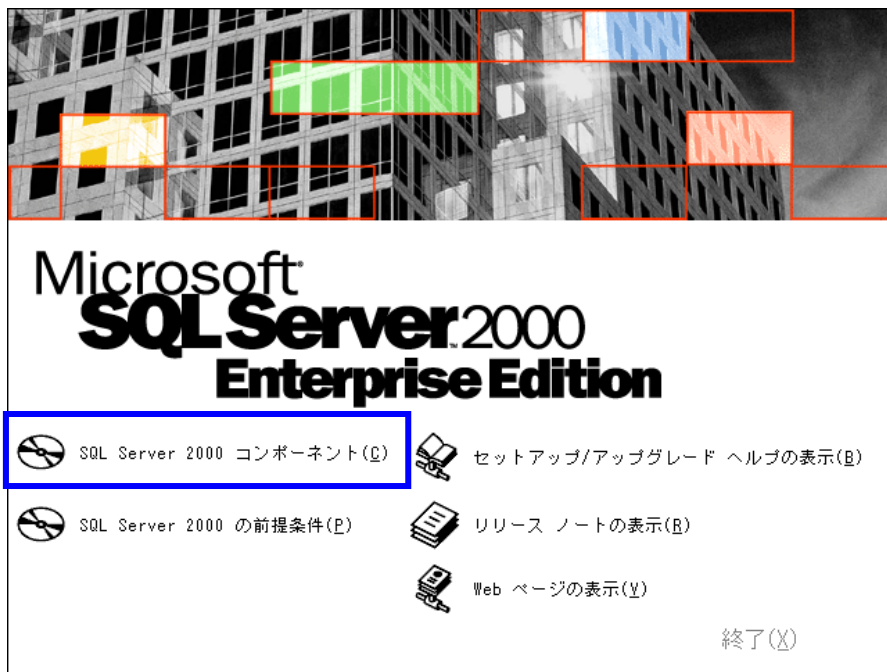 Microsoft®
SQL Server™ 2000
Enterprise Edition
SQL Server 2000 コンポーネント(C)
セットアップ/アップグレード ヘルプの表示(B)
SQL Server 2000 の前提条件(P)
リリース ノートの表示(R)
Web ページの表示(V)
終了(X)